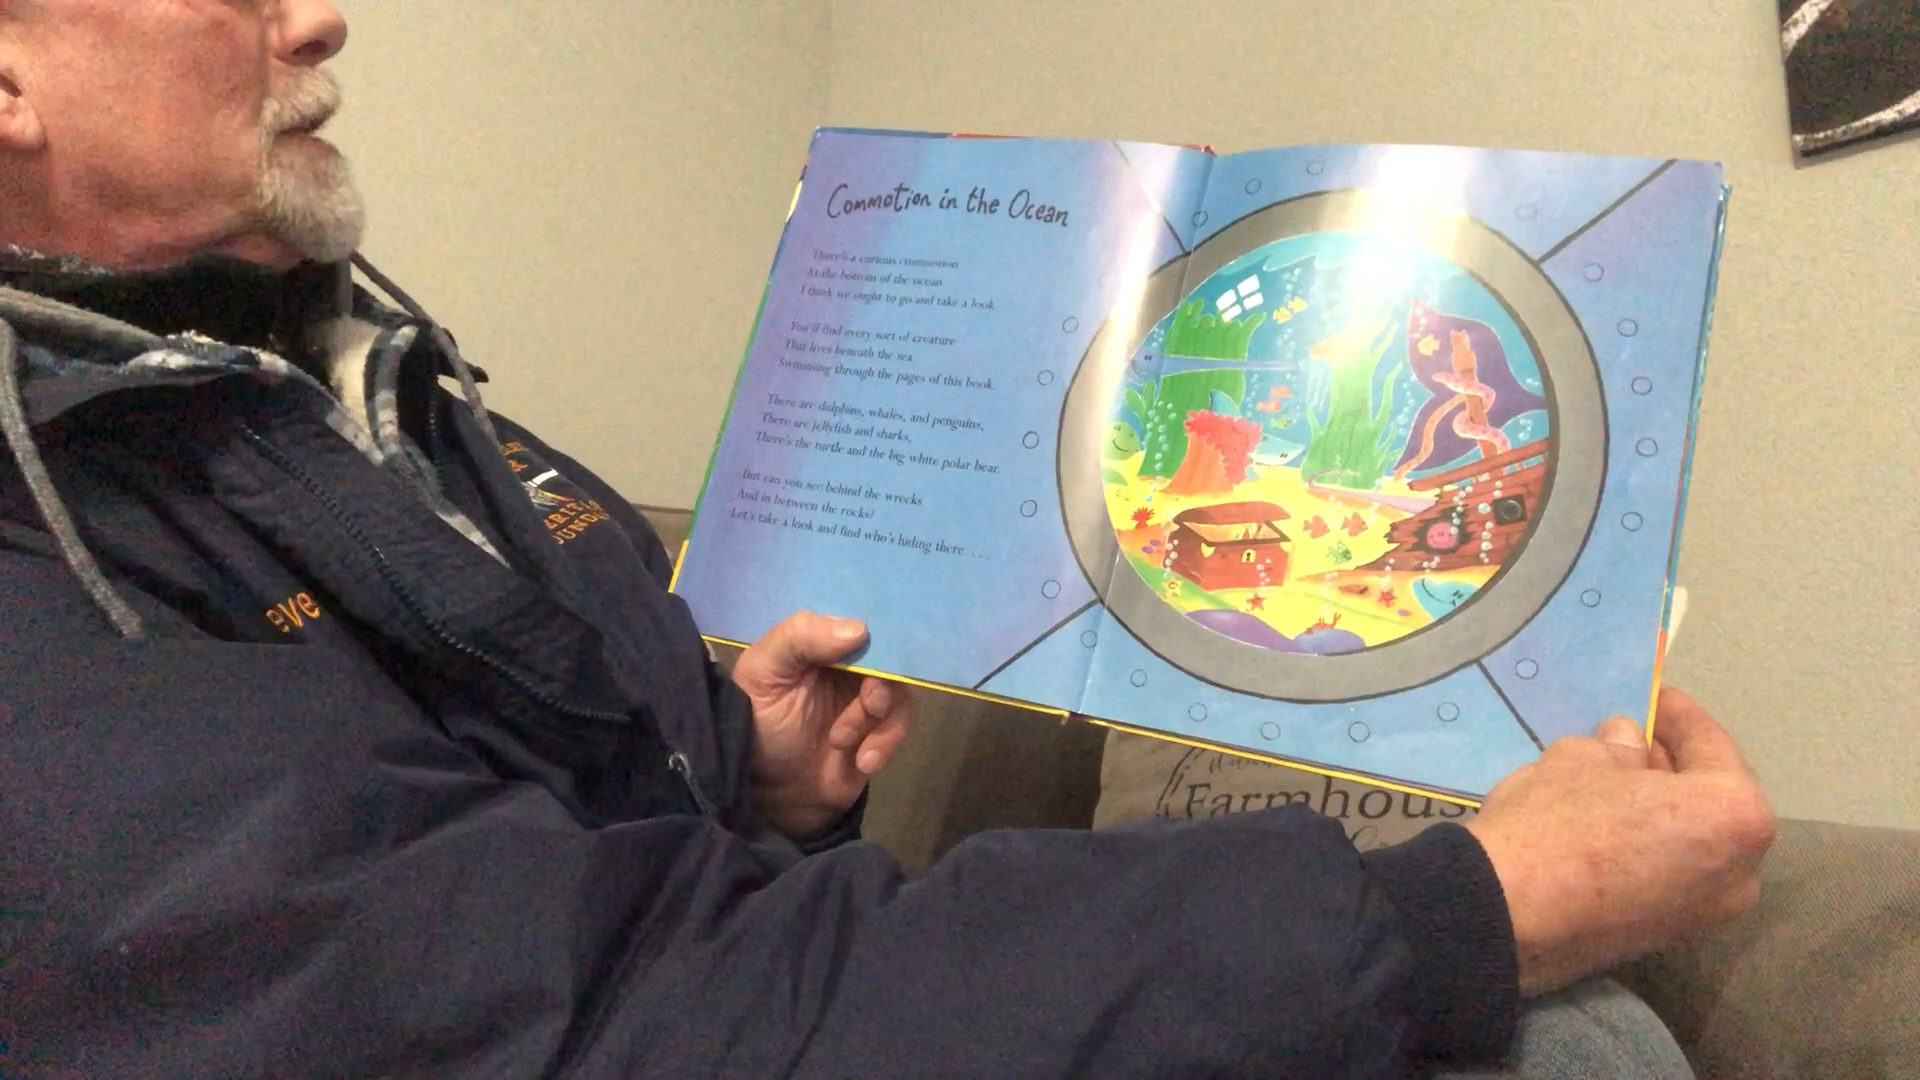 Commotion in the Ocean
There's a curious commotion
At the bottom of the ocean
I think we ought to go and take a look.
You'll find every sort of creature
That lives beneath the sea
Swimming through the pages of this book.
There are dolphins, whales, and penguins,
There are jellyfish and sharks,
There's the turtle and the big white polar bear.
But can you see behind the wrecks
And in between the rocks?
Let's take a look and find who's hiding there . . . .
eve
Farmhouse